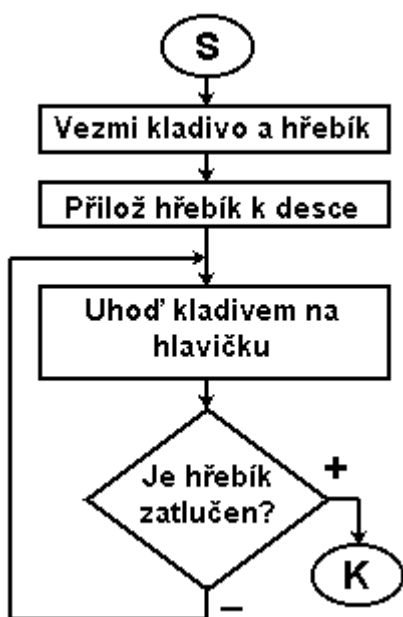 S
Vezmi kladivo a hřebík
Přilož hřebík k desce
Uhoď kladivem na
hlavičku
Je hřebík
zatlučen?
+
K
–